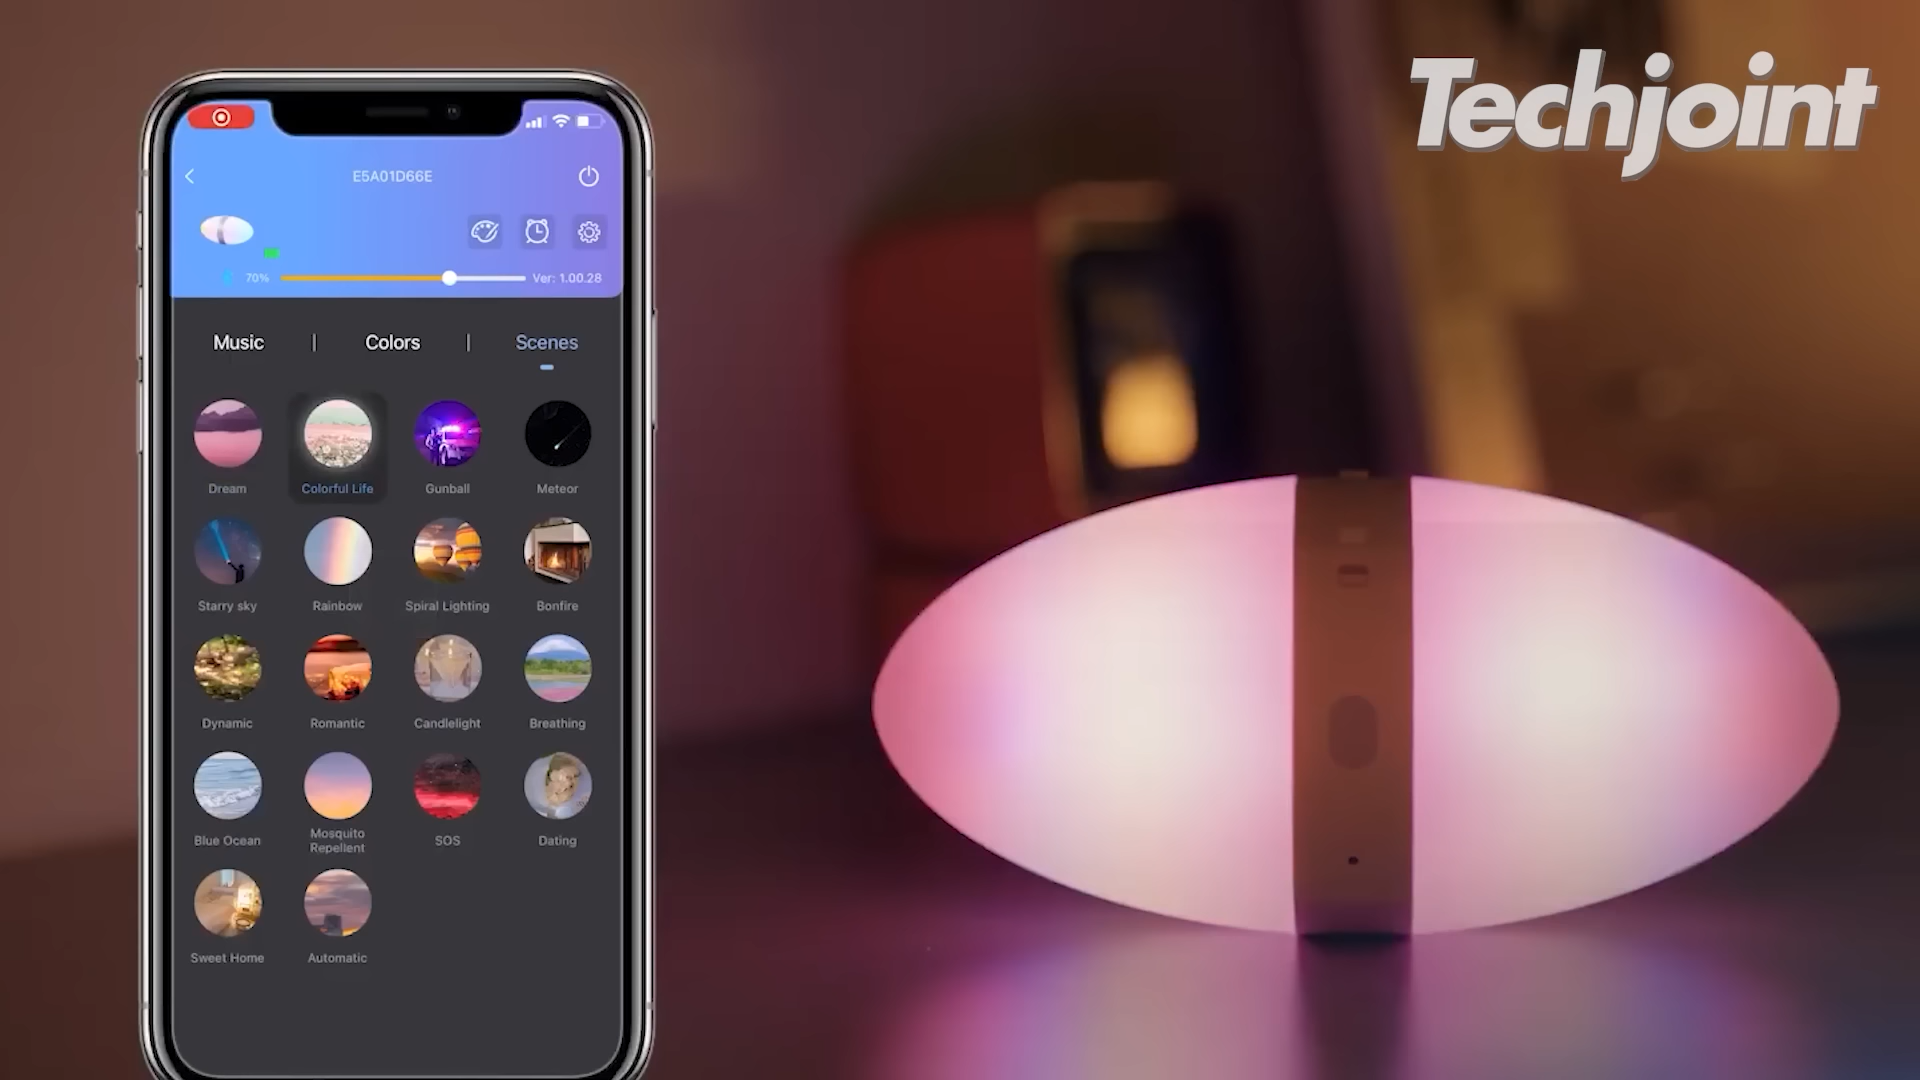 Techjoint
E5A01D66E
70%
Ver: 1.00.28
Music | Colors | Scenes
Dream
Colorful Life
Gunball
Meteor
Starry sky
Rainbow
Spiral Lighting
Bonfire
Dynamic
Romantic
Candlelight
Breathing
Blue Ocean
Mosquito
Repellent
SOS
Dating
Sweet Home
Automatic